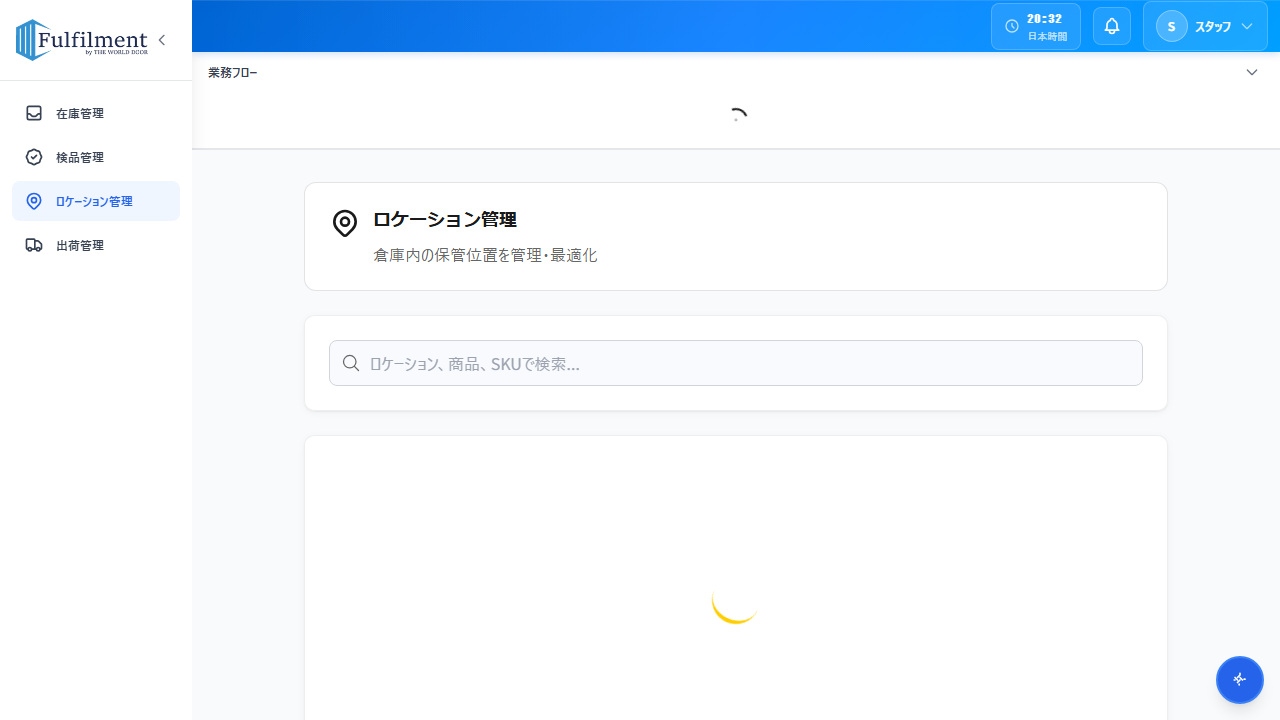 Fulfilment
by THE WORLD DOOR
在庫管理
検品管理
ロケーション管理
出荷管理
20:32
日本時間
S
スタッフ
業務フロー
ロケーション管理
倉庫内の保管位置を管理・最適化
ロケーション、商品、SKUで検索...